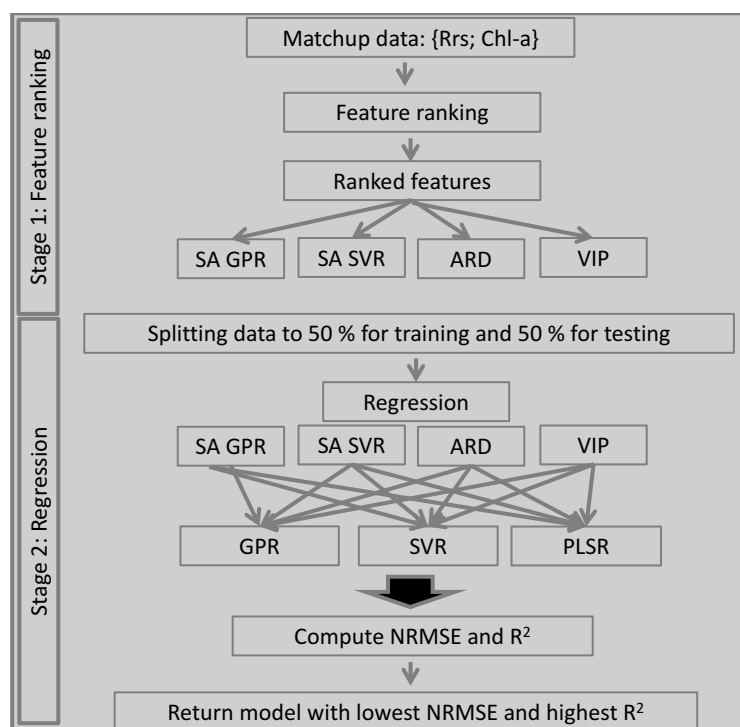 Stage 1: Feature ranking
Matchup data: {Rrs; Chl-a}
Feature ranking
Ranked features
SA GPR
SA SVR
ARD
VIP
Stage 2: Regression
Splitting data to 50 % for training and 50 % for testing
Regression
SA GPR
SA SVR
ARD
VIP
GPR
SVR
PLSR
Compute NRMSE and R²
Return model with lowest NRMSE and highest R²